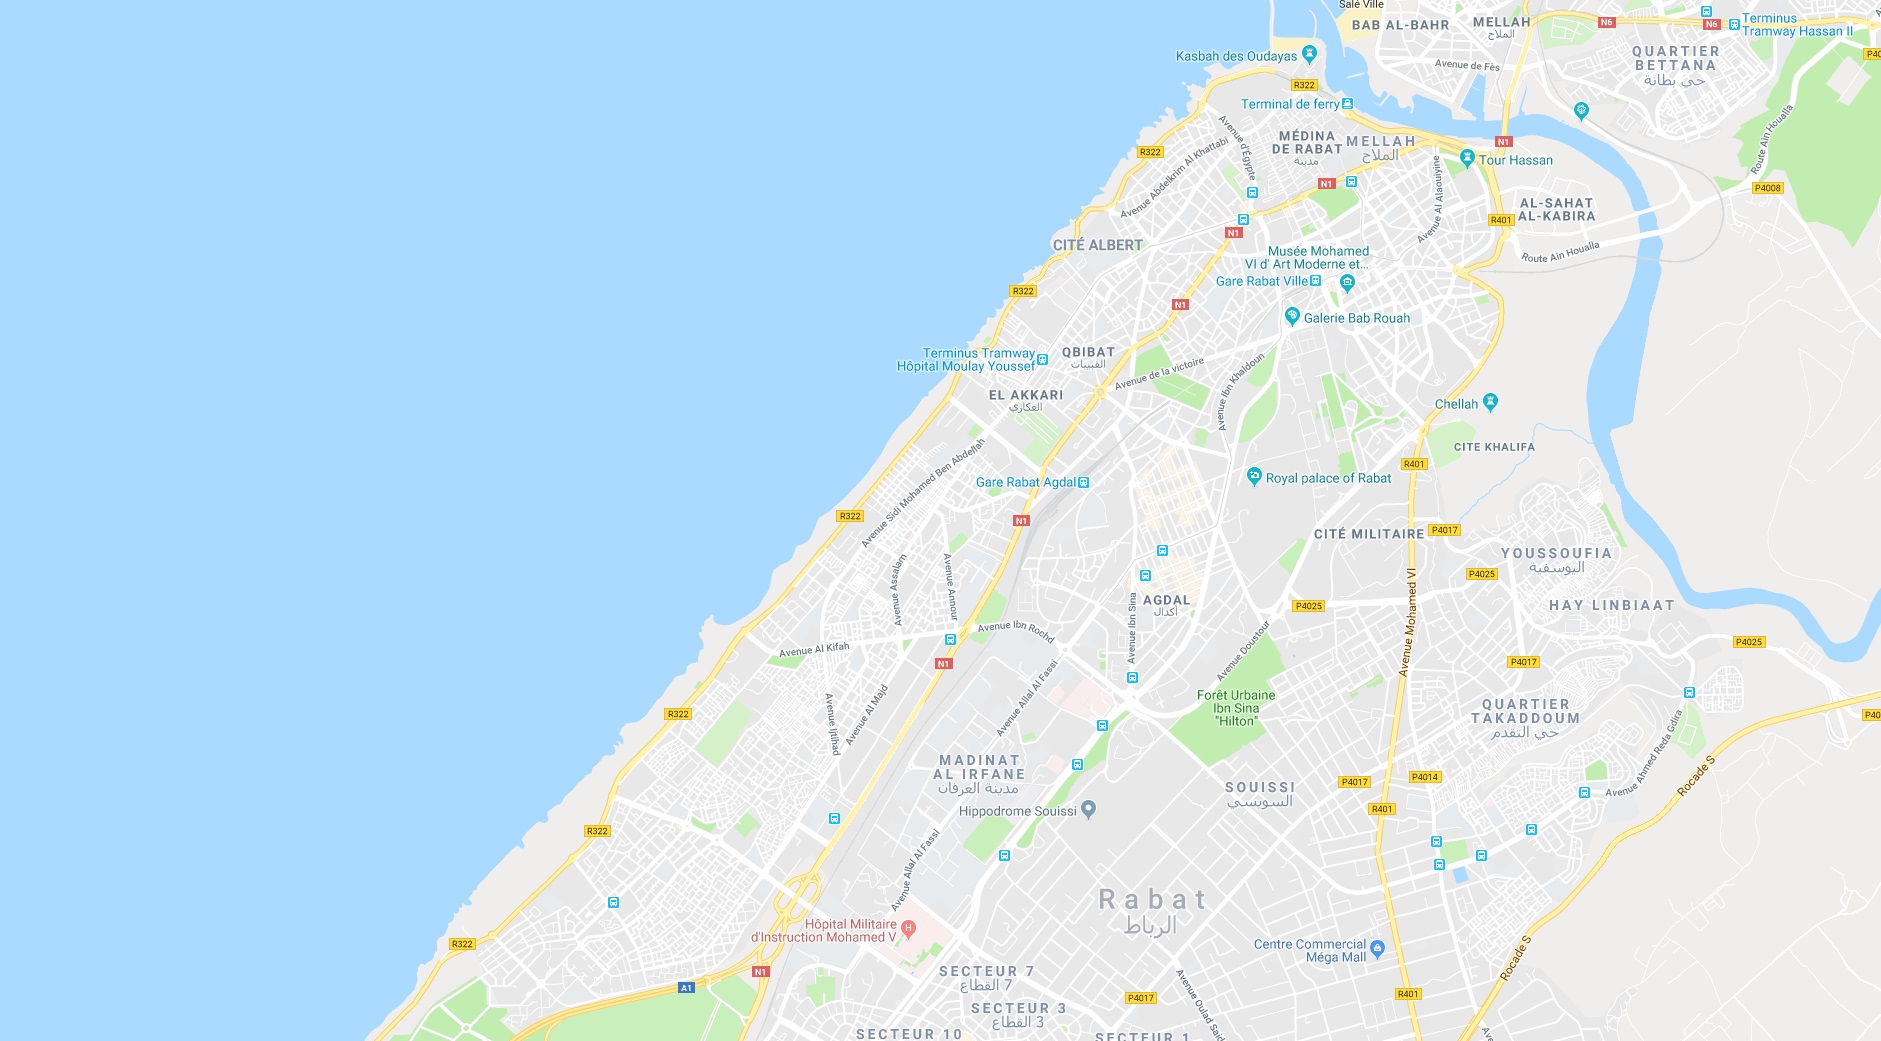 Salé Ville
BAB AL-BAHR
MELLAH
الملاح
N6
N6
Terminus
Tramway Hassan II
QUARTIER
BETTANA
حي بطانة
Avenue de Fès
Kasbah des Oudayas
R322
Terminal de ferry
Avenue d'Égypte
MÉDINA
DE RABAT
مدينة
MELLAH
الملاح
N1
Route Ain Houalla
R322
Avenue Abdelkrim Al Khattabi
Tour Hassan
N1
P4008
Avenue Al Alaouiyine
AL-SAHAT
AL-KABIRA
R401
N1
CITÉ ALBERT
Route Ain Houalla
Musée Mohamed
VI d' Art Moderne et...
Gare Rabat Ville
R322
N1
Galerie Bab Rouah
Terminus Tramway
Hôpital Moulay Youssef
QBIBAT
القبيبات
Avenue de la victoire
Avenue Ibn Khaldoun
EL AKKARI
العكاري
Chellah
CITE KHALIFA
Avenue Sidi Mohamed Ben Abdellah
R401
Gare Rabat Agdal
Royal palace of Rabat
R322
N1
CITÉ MILITAIRE
P4017
YOUSSOUFIA
اليوسفية
P4025
Avenue Assalam
Avenue Annour
Avenue Ibn Sina
AGDAL
أكدال
P4025
HAY LINBIAAT
Avenue Mohamed VI
Avenue Ibn Rochd
Avenue Doustour
P4025
Avenue Al Kifah
N1
P4017
Avenue Allal Al Fassi
Forêt Urbaine
Ibn Sina
"Hilton"
R322
Avenue Ijtihad
Avenue Al Majd
QUARTIER
TAKADDOUM
حي التقدم
Avenue Ahmed Reda Gdira
MADINAT
AL IRFANE
مدينة العرفان
Rocade S
SOUISSI
السويسي
P4017
P4014
Hippodrome Souissi
R401
R322
Avenue Allal Al Fassi
Rabat
الرباط
Hôpital Militaire
d'Instruction Mohamed V
H
R322
Centre Commercial
Méga Mall
Rocade S
N1
SECTEUR 7
القطاع 7
A1
Avenue Oulad Said
P4017
R401
SECTEUR 3
القطاع 3
SECTEUR 10
SECTEUR 1